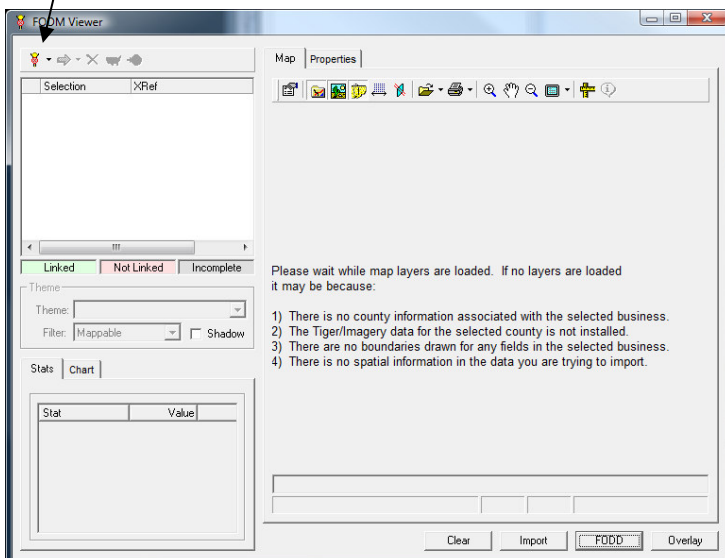 FODM Viewer
Map Properties
Selection XRef
Linked Not Linked Incomplete
Theme
Theme:
Filter: Mappable Shadow
Please wait while map layers are loaded. If no layers are loaded
it may be because:
1) There is no county information associated with the selected business.
2) The Tiger/Imagery data for the selected county is not installed.
3) There are no boundaries drawn for any fields in the selected business.
4) There is no spatial information in the data you are trying to import.
Stats Chart
Stat Value
Clear Import FODD Overlay